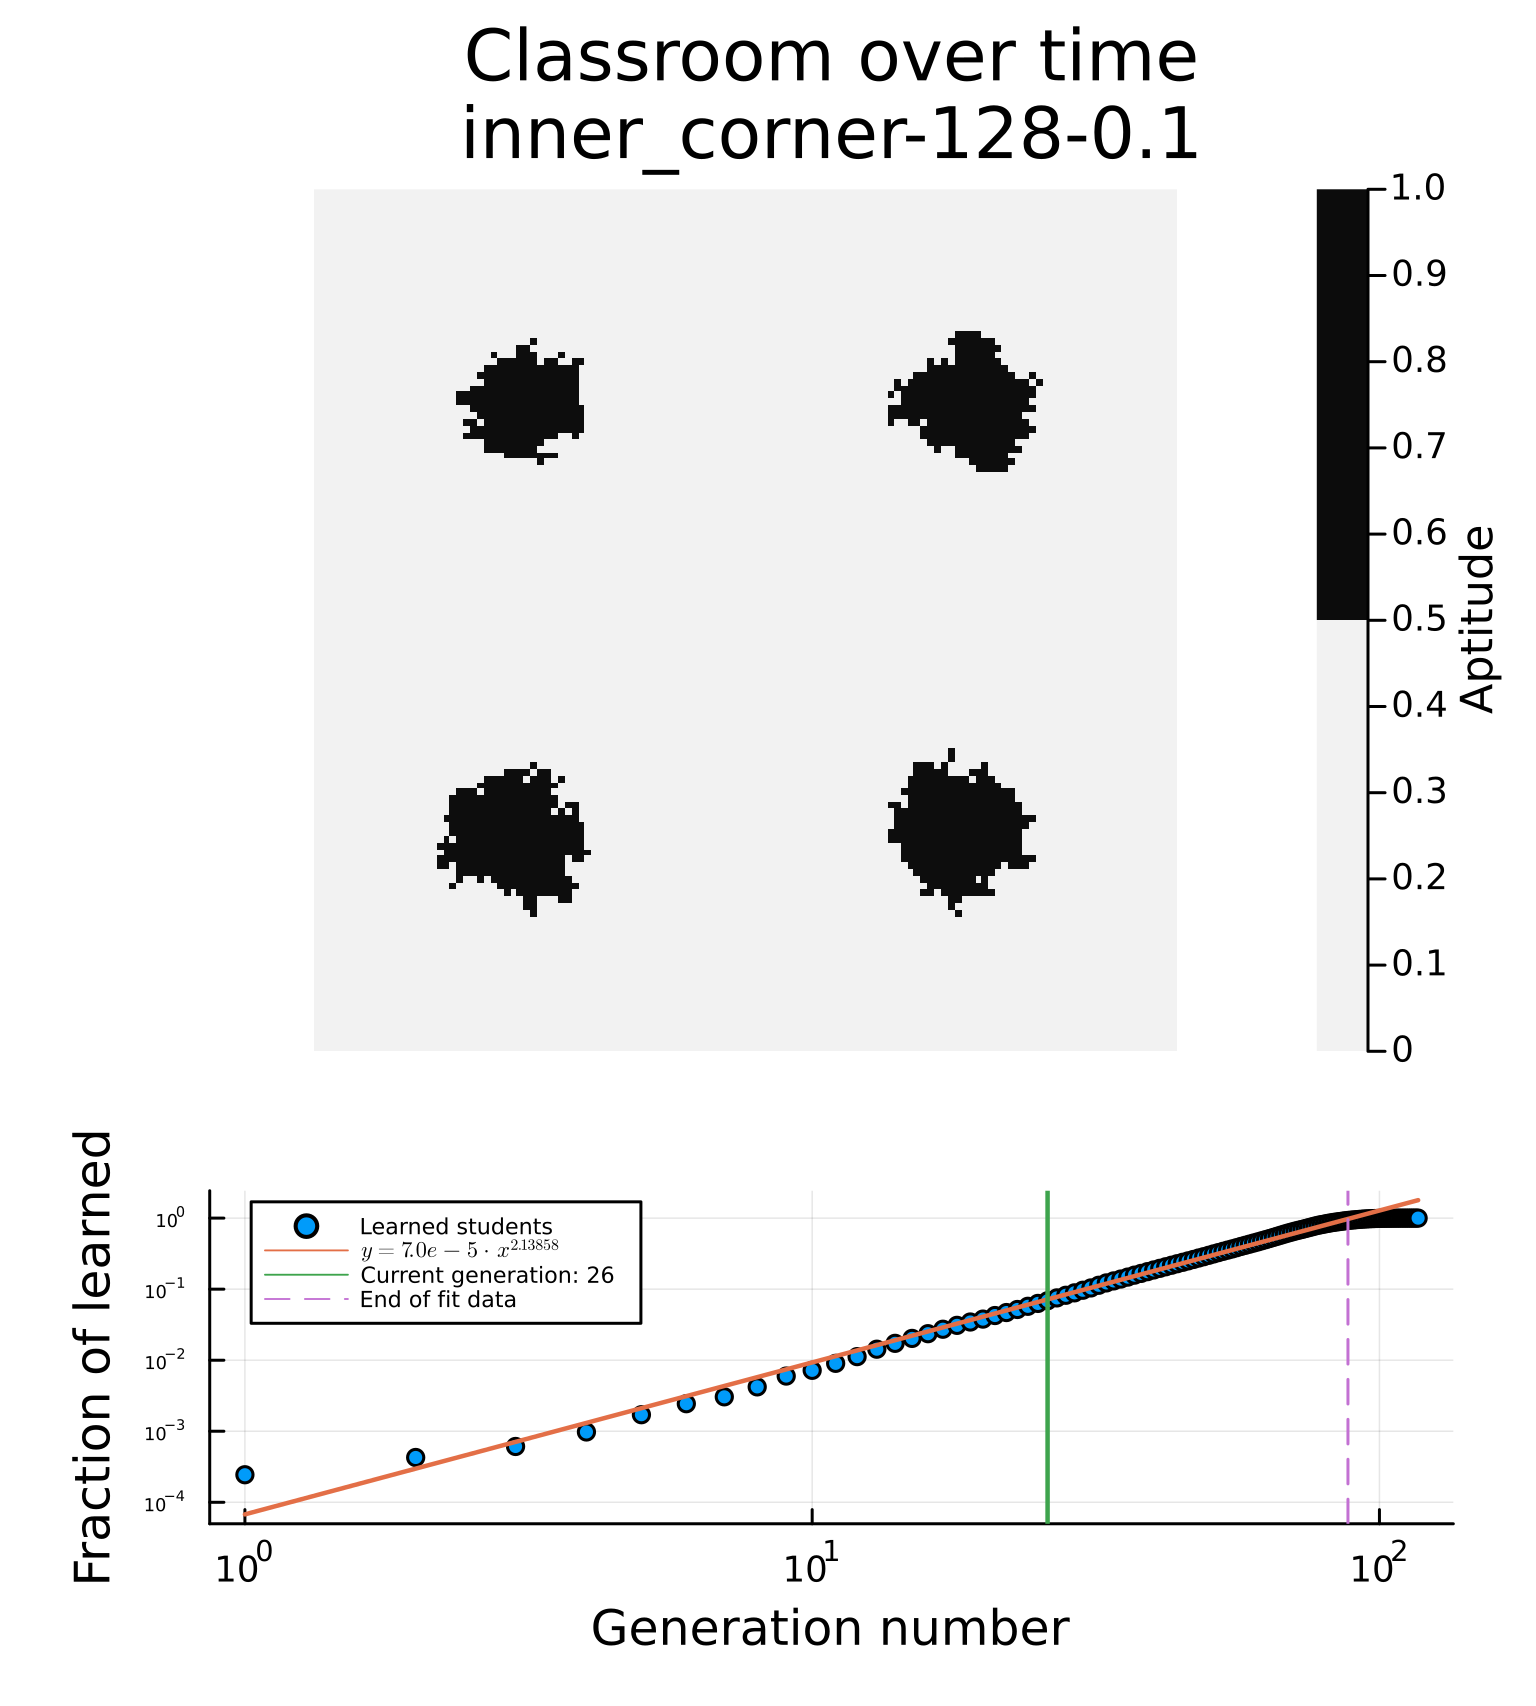 Classroom over time
inner_corner-128-0.1
1.0
0.9
0.8
0.7
0.6
0.5
0.4
0.3
0.2
0.1
0
Aptitude
Fraction of learned
10^0
10^-1
10^-2
10^-3
10^-4
Learned students
y = 7.0e − 5 · x^2.13858
Current generation: 26
End of fit data
10^0
10^1
10^2
Generation number